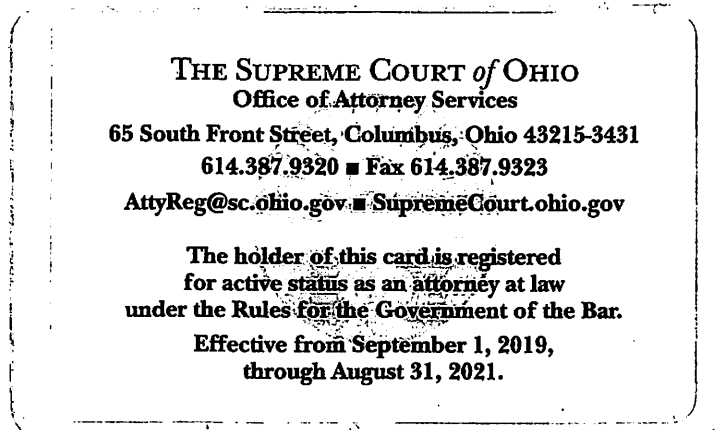 THE SUPREME COURT of OHIO
Office of Attorney Services
65 South Front Street, Columbus, Ohio 43215-3431
614.387.9320 ■ Fax 614.387.9323
AttyReg@sc.ohio.gov ■ SupremeCourt.ohio.gov
The holder of this card is registered
for active status as an attorney at law
under the Rules for the Government of the Bar.
Effective from September 1, 2019,
through August 31, 2021.